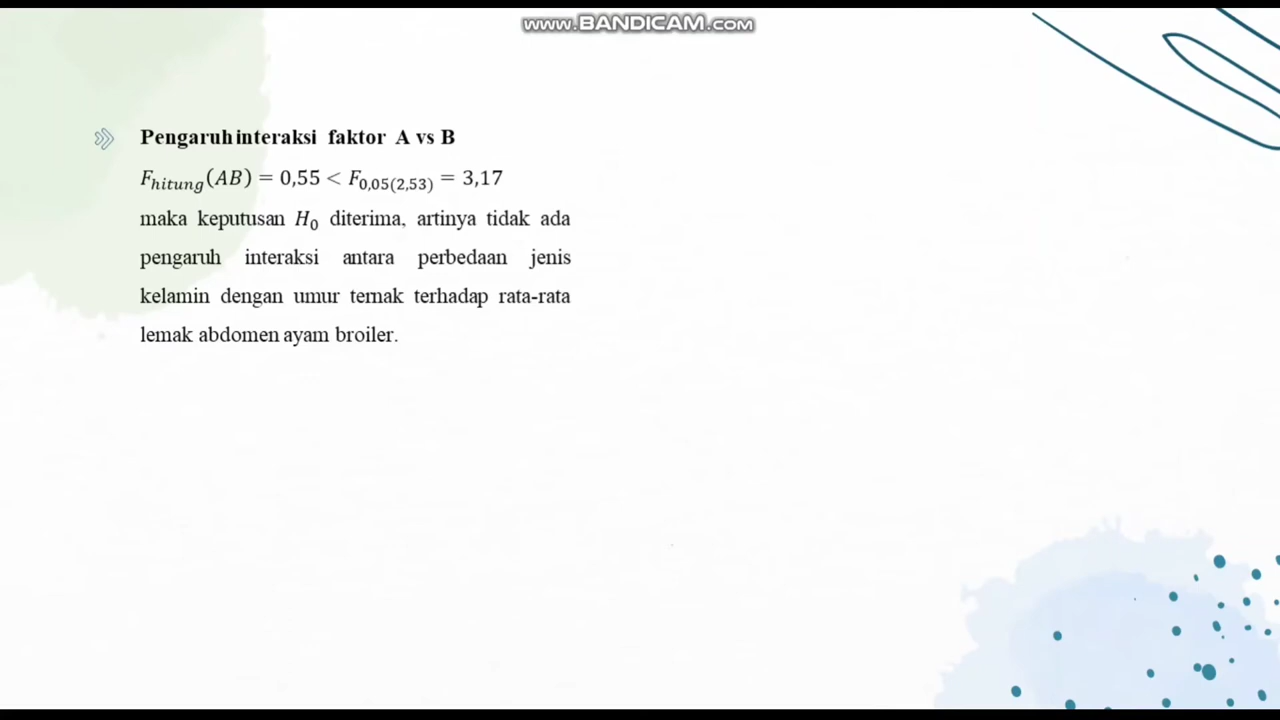 www.BANDICAM.com
Pengaruh interaksi faktor A vs B
F_hitung(AB) = 0,55 < F_0,05(2,53) = 3,17
maka keputusan H_0 diterima, artinya tidak ada
pengaruh interaksi antara perbedaan jenis
kelamin dengan umur ternak terhadap rata-rata
lemak abdomen ayam broiler.